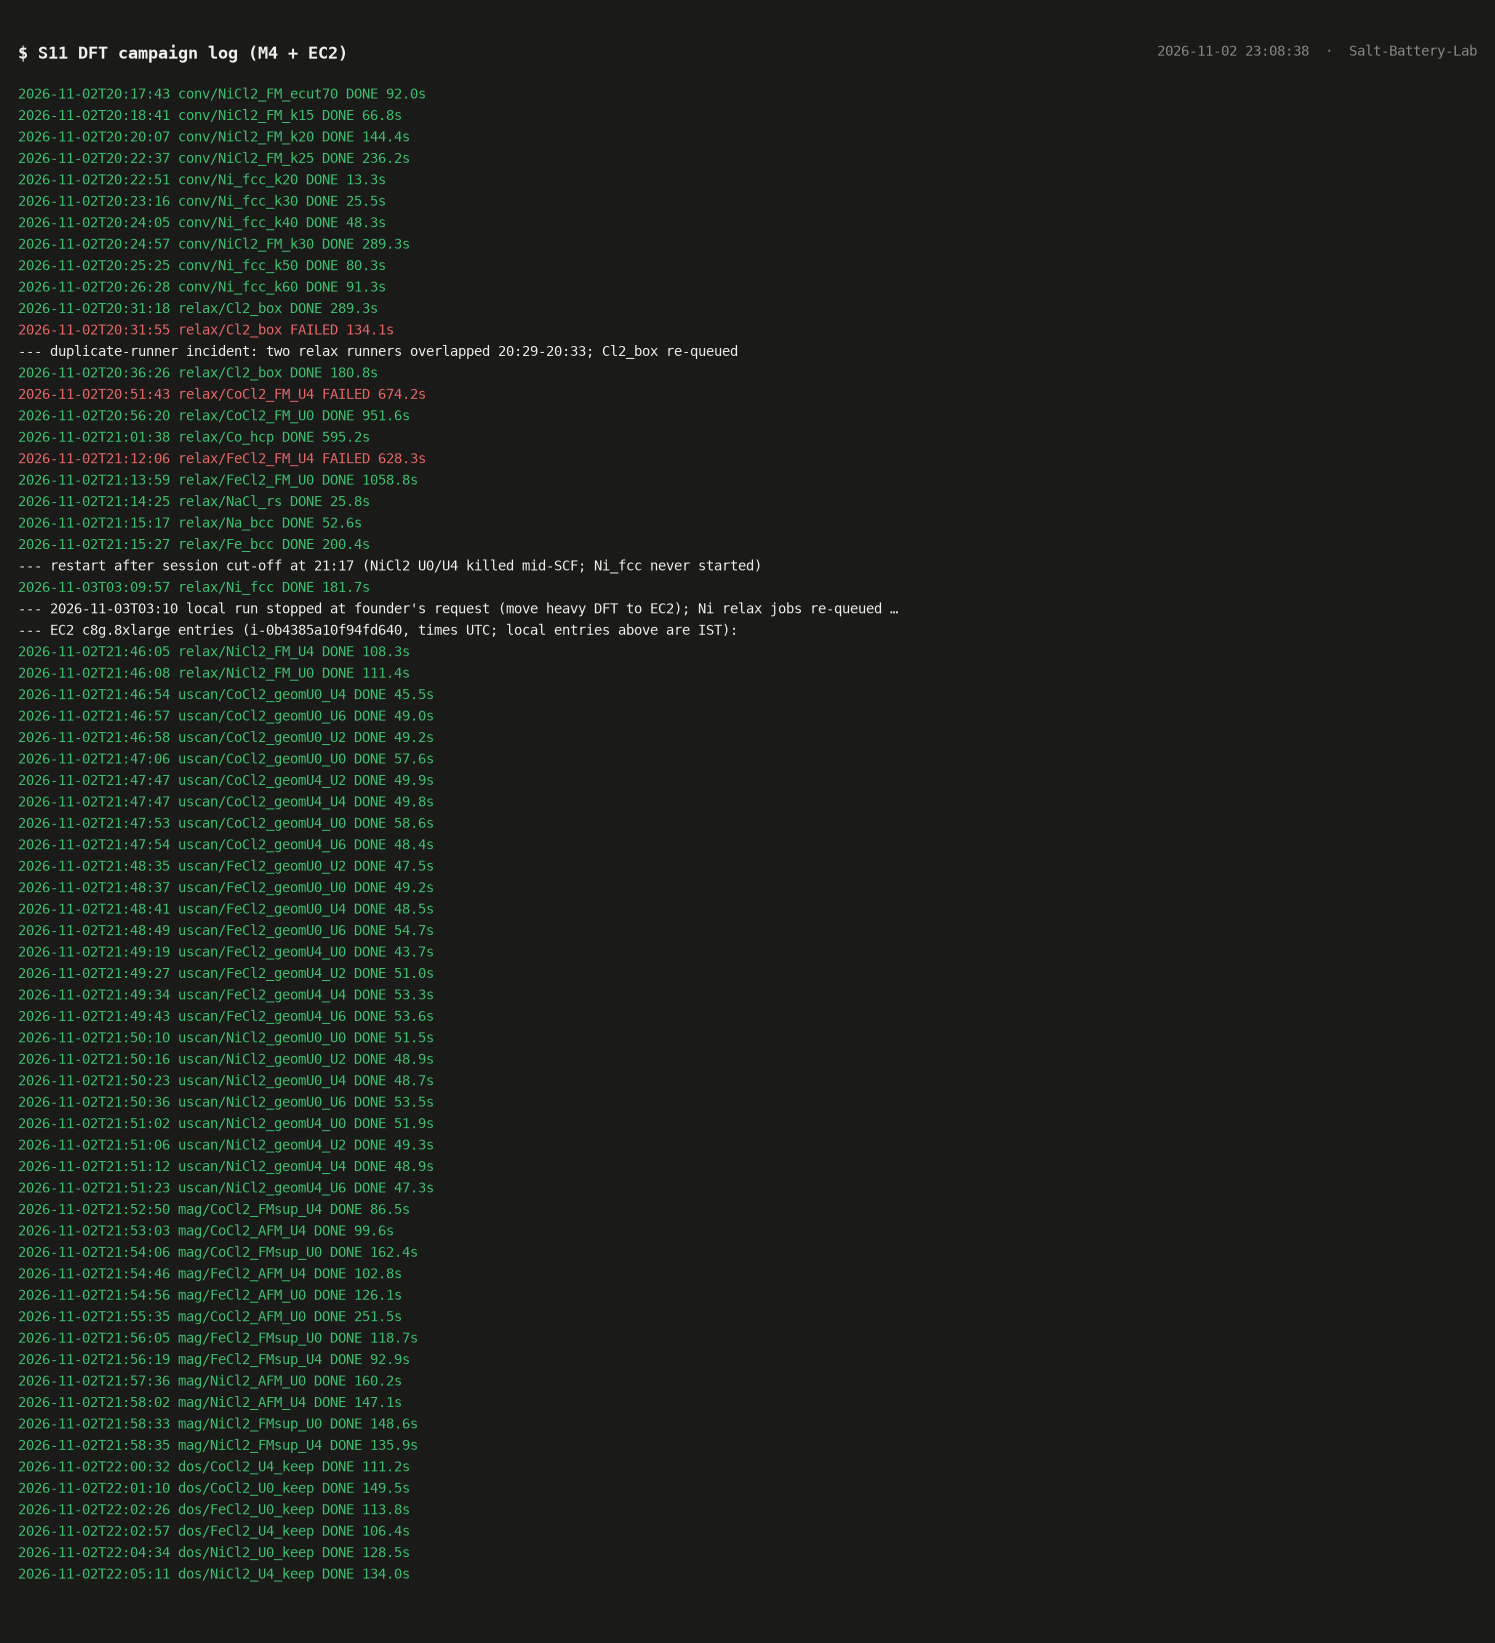 $ S11 DFT campaign log (M4 + EC2)
2026-11-02 23:08:38 · Salt-Battery-Lab
2026-11-02T20:17:43 conv/NiCl2_FM_ecut70 DONE 92.0s
2026-11-02T20:18:41 conv/NiCl2_FM_k15 DONE 66.8s
2026-11-02T20:20:07 conv/NiCl2_FM_k20 DONE 144.4s
2026-11-02T20:22:37 conv/NiCl2_FM_k25 DONE 236.2s
2026-11-02T20:22:51 conv/Ni_fcc_k20 DONE 13.3s
2026-11-02T20:23:16 conv/Ni_fcc_k30 DONE 25.5s
2026-11-02T20:24:05 conv/Ni_fcc_k40 DONE 48.3s
2026-11-02T20:24:57 conv/NiCl2_FM_k30 DONE 289.3s
2026-11-02T20:25:25 conv/Ni_fcc_k50 DONE 80.3s
2026-11-02T20:26:28 conv/Ni_fcc_k60 DONE 91.3s
2026-11-02T20:31:18 relax/Cl2_box DONE 289.3s
2026-11-02T20:31:55 relax/Cl2_box FAILED 134.1s
--- duplicate-runner incident: two relax runners overlapped 20:29-20:33; Cl2_box re-queued
2026-11-02T20:36:26 relax/Cl2_box DONE 180.8s
2026-11-02T20:51:43 relax/CoCl2_FM_U4 FAILED 674.2s
2026-11-02T20:56:20 relax/CoCl2_FM_U0 DONE 951.6s
2026-11-02T21:01:38 relax/Co_hcp DONE 595.2s
2026-11-02T21:12:06 relax/FeCl2_FM_U4 FAILED 628.3s
2026-11-02T21:13:59 relax/FeCl2_FM_U0 DONE 1058.8s
2026-11-02T21:14:25 relax/NaCl_rs DONE 25.8s
2026-11-02T21:15:17 relax/Na_bcc DONE 52.6s
2026-11-02T21:15:27 relax/Fe_bcc DONE 200.4s
--- restart after session cut-off at 21:17 (NiCl2 U0/U4 killed mid-SCF; Ni_fcc never started)
2026-11-03T03:09:57 relax/Ni_fcc DONE 181.7s
--- 2026-11-03T03:10 local run stopped at founder's request (move heavy DFT to EC2); Ni relax jobs re-queued …
--- EC2 c8g.8xlarge entries (i-0b4385a10f94fd640, times UTC; local entries above are IST):
2026-11-02T21:46:05 relax/NiCl2_FM_U4 DONE 108.3s
2026-11-02T21:46:08 relax/NiCl2_FM_U0 DONE 111.4s
2026-11-02T21:46:54 uscan/CoCl2_geomU0_U4 DONE 45.5s
2026-11-02T21:46:57 uscan/CoCl2_geomU0_U6 DONE 49.0s
2026-11-02T21:46:58 uscan/CoCl2_geomU0_U2 DONE 49.2s
2026-11-02T21:47:06 uscan/CoCl2_geomU0_U0 DONE 57.6s
2026-11-02T21:47:47 uscan/CoCl2_geomU4_U2 DONE 49.9s
2026-11-02T21:47:47 uscan/CoCl2_geomU4_U4 DONE 49.8s
2026-11-02T21:47:53 uscan/CoCl2_geomU4_U0 DONE 58.6s
2026-11-02T21:47:54 uscan/CoCl2_geomU4_U6 DONE 48.4s
2026-11-02T21:48:35 uscan/FeCl2_geomU0_U2 DONE 47.5s
2026-11-02T21:48:37 uscan/FeCl2_geomU0_U0 DONE 49.2s
2026-11-02T21:48:41 uscan/FeCl2_geomU0_U4 DONE 48.5s
2026-11-02T21:48:49 uscan/FeCl2_geomU0_U6 DONE 54.7s
2026-11-02T21:49:19 uscan/FeCl2_geomU4_U0 DONE 43.7s
2026-11-02T21:49:27 uscan/FeCl2_geomU4_U2 DONE 51.0s
2026-11-02T21:49:34 uscan/FeCl2_geomU4_U4 DONE 53.3s
2026-11-02T21:49:43 uscan/FeCl2_geomU4_U6 DONE 53.6s
2026-11-02T21:50:10 uscan/NiCl2_geomU0_U0 DONE 51.5s
2026-11-02T21:50:16 uscan/NiCl2_geomU0_U2 DONE 48.9s
2026-11-02T21:50:23 uscan/NiCl2_geomU0_U4 DONE 48.7s
2026-11-02T21:50:36 uscan/NiCl2_geomU0_U6 DONE 53.5s
2026-11-02T21:51:02 uscan/NiCl2_geomU4_U0 DONE 51.9s
2026-11-02T21:51:06 uscan/NiCl2_geomU4_U2 DONE 49.3s
2026-11-02T21:51:12 uscan/NiCl2_geomU4_U4 DONE 48.9s
2026-11-02T21:51:23 uscan/NiCl2_geomU4_U6 DONE 47.3s
2026-11-02T21:52:50 mag/CoCl2_FMsup_U4 DONE 86.5s
2026-11-02T21:53:03 mag/CoCl2_AFM_U4 DONE 99.6s
2026-11-02T21:54:06 mag/CoCl2_FMsup_U0 DONE 162.4s
2026-11-02T21:54:46 mag/FeCl2_AFM_U4 DONE 102.8s
2026-11-02T21:54:56 mag/FeCl2_AFM_U0 DONE 126.1s
2026-11-02T21:55:35 mag/CoCl2_AFM_U0 DONE 251.5s
2026-11-02T21:56:05 mag/FeCl2_FMsup_U0 DONE 118.7s
2026-11-02T21:56:19 mag/FeCl2_FMsup_U4 DONE 92.9s
2026-11-02T21:57:36 mag/NiCl2_AFM_U0 DONE 160.2s
2026-11-02T21:58:02 mag/NiCl2_AFM_U4 DONE 147.1s
2026-11-02T21:58:33 mag/NiCl2_FMsup_U0 DONE 148.6s
2026-11-02T21:58:35 mag/NiCl2_FMsup_U4 DONE 135.9s
2026-11-02T22:00:32 dos/CoCl2_U4_keep DONE 111.2s
2026-11-02T22:01:10 dos/CoCl2_U0_keep DONE 149.5s
2026-11-02T22:02:26 dos/FeCl2_U0_keep DONE 113.8s
2026-11-02T22:02:57 dos/FeCl2_U4_keep DONE 106.4s
2026-11-02T22:04:34 dos/NiCl2_U0_keep DONE 128.5s
2026-11-02T22:05:11 dos/NiCl2_U4_keep DONE 134.0s